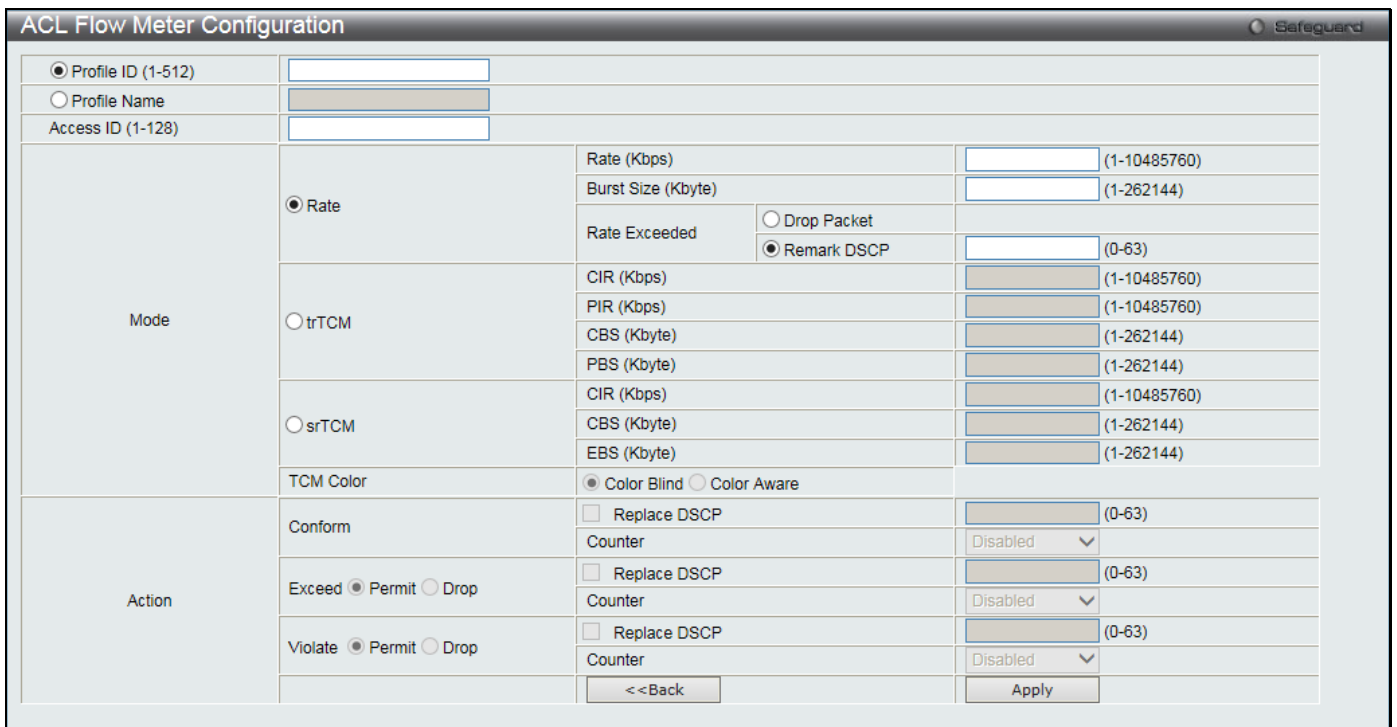 ACL Flow Meter Configuration
Safeguard
Profile ID (1-512)
Profile Name
Access ID (1-128)
Mode
Rate
Rate (Kbps)
(1-10485760)
Burst Size (Kbyte)
(1-262144)
Rate Exceeded
Drop Packet
Remark DSCP
(0-63)
trTCM
CIR (Kbps)
(1-10485760)
PIR (Kbps)
(1-10485760)
CBS (Kbyte)
(1-262144)
PBS (Kbyte)
(1-262144)
srTCM
CIR (Kbps)
(1-10485760)
CBS (Kbyte)
(1-262144)
EBS (Kbyte)
(1-262144)
TCM Color
Color Blind Color Aware
Action
Conform
Replace DSCP
(0-63)
Counter
Disabled
Exceed Permit Drop
Replace DSCP
(0-63)
Counter
Disabled
Violate Permit Drop
Replace DSCP
(0-63)
Counter
Disabled
<<Back
Apply